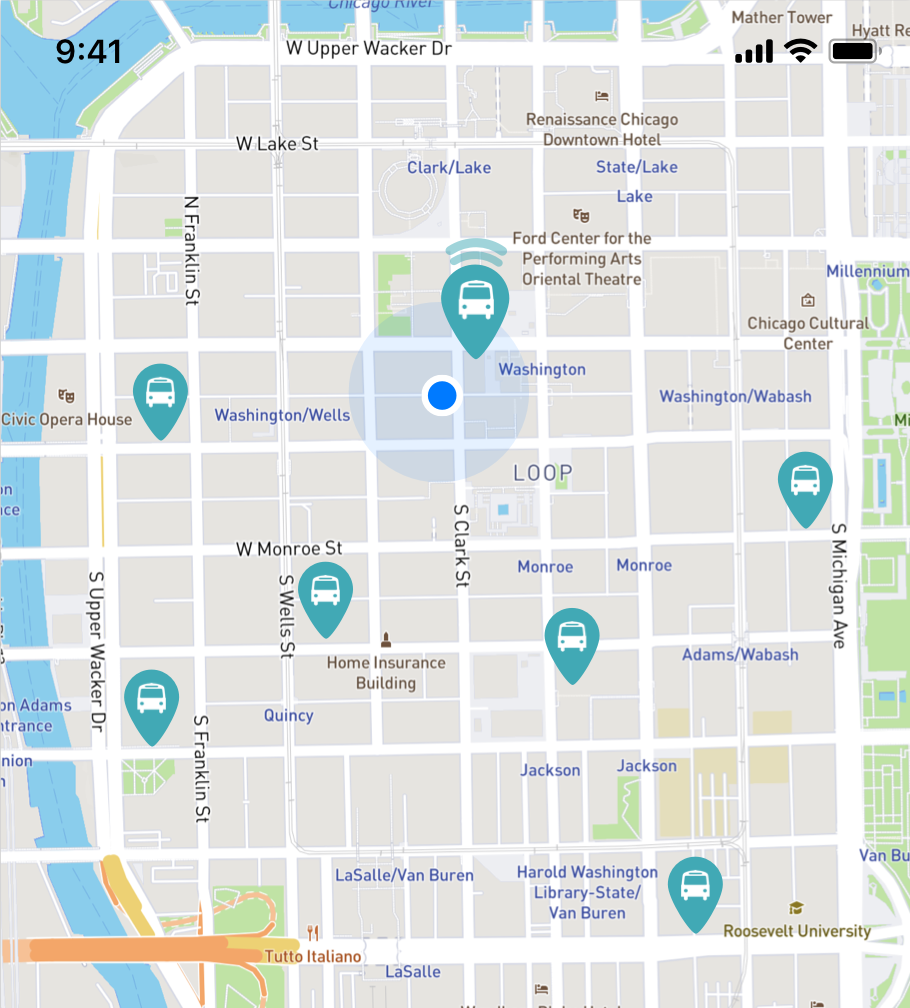 Chicago River
Mather Tower
Hyatt Re
9:41
W Upper Wacker Dr
Renaissance Chicago
Downtown Hotel
W Lake St
Clark/Lake
State/Lake
Lake
N Franklin St
Ford Center for the
Performing Arts
Oriental Theatre
Millennium
Chicago Cultural
Center
Washington
Washington/Wabash
Civic Opera House
Washington/Wells
Mi
LOOP
on
nce
S Clark St
S Michigan Ave
W Monroe St
Monroe
Monroe
S Upper Wacker Dr
S Wells St
Home Insurance
Building
Adams/Wabash
on Adams
ntrance
Quincy
S Franklin St
nion
n
Jackson
Jackson
Van Bu
LaSalle/Van Buren
Harold Washington
Library-State/
Van Buren
Roosevelt University
Tutto Italiano
LaSalle